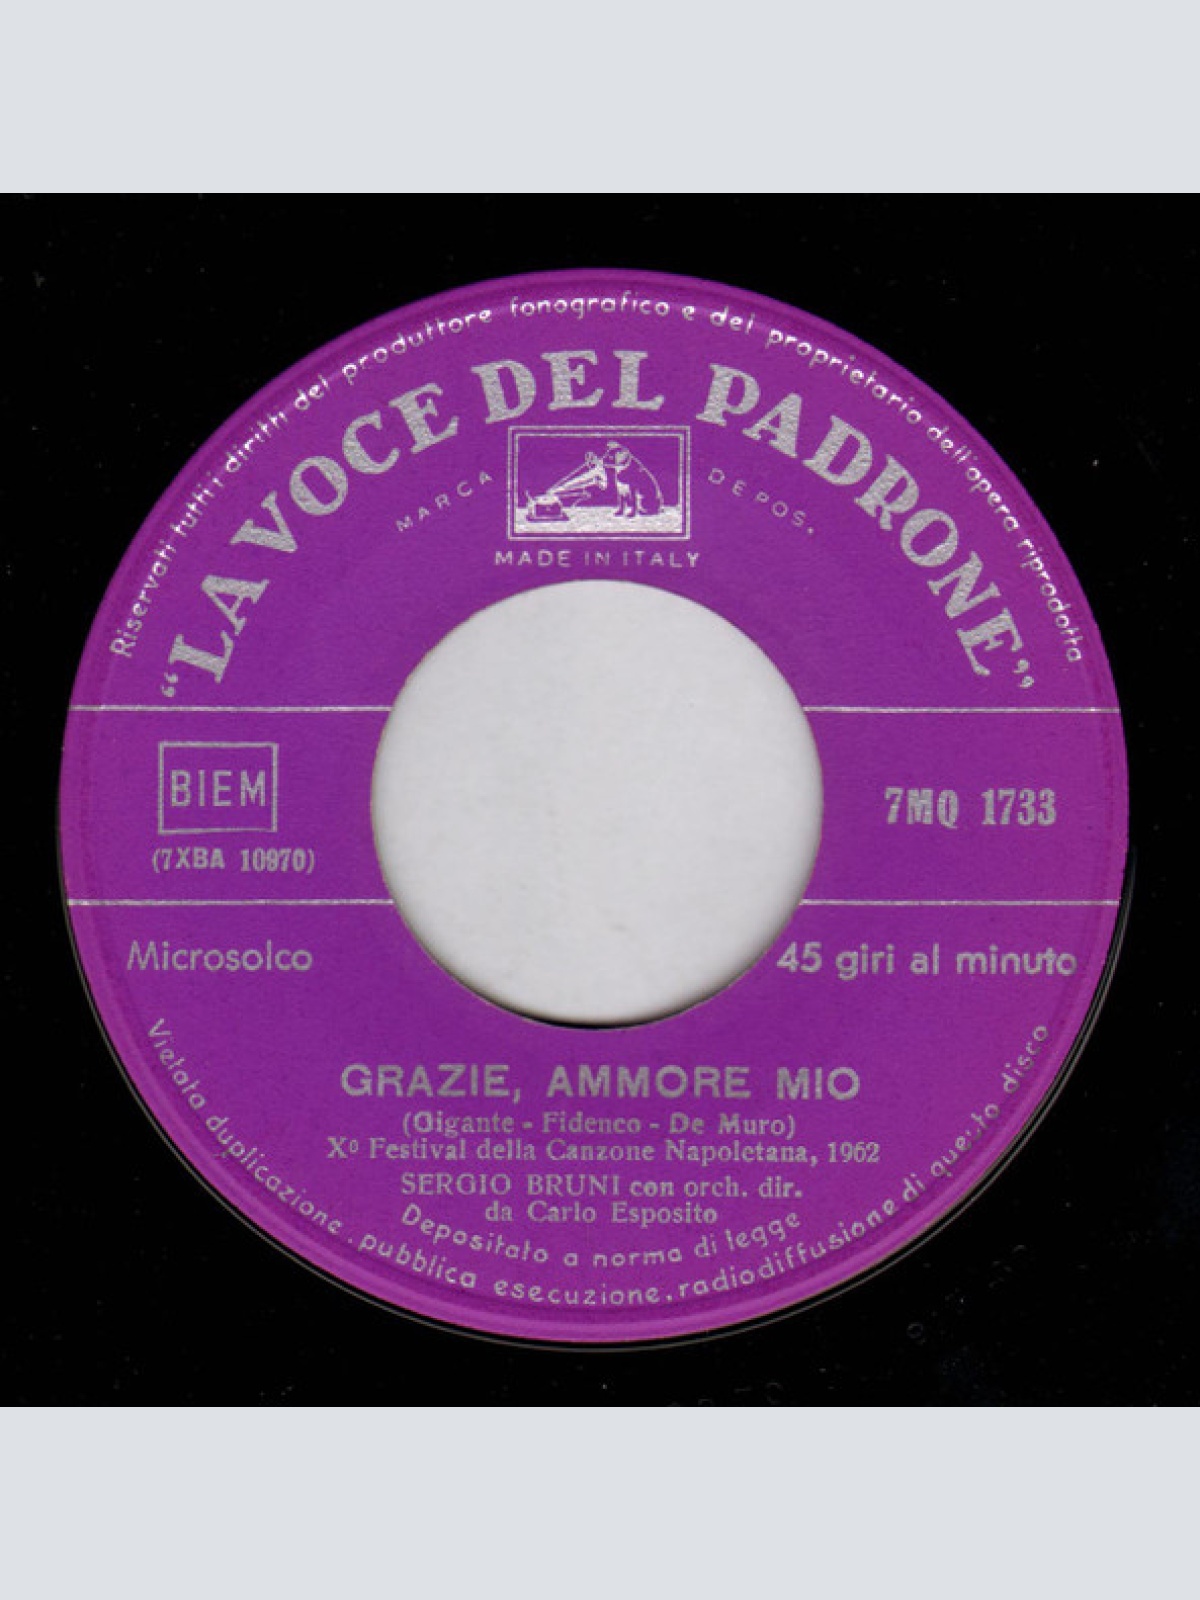 Riservati tutti i diritti del produttore fonografico e del proprietario dell'opera riprodotta
"LA VOCE DEL PADRONE"
MARCA DEPOS.
MADE IN ITALY
BIEM
(7XBA 10970)
7MQ 1733
Microsolco
45 giri al minuto
GRAZIE, AMMORE MIO
(Gigante - Fidenco - De Muro)
Xº Festival della Canzone Napoletana, 1962
SERGIO BRUNI con orch. dir.
da Carlo Esposito
Depositato a norma di legge
Vietata duplicazione, pubblica esecuzione, radiodiffusione di questo disco